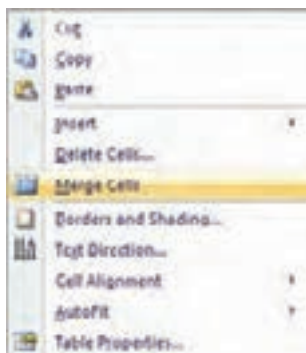 Cut
Copy
Paste
Insert
Delete Cells...
Merge Cells
Borders and Shading...
Text Direction...
Cell Alignment
AutoFit
Table Properties...